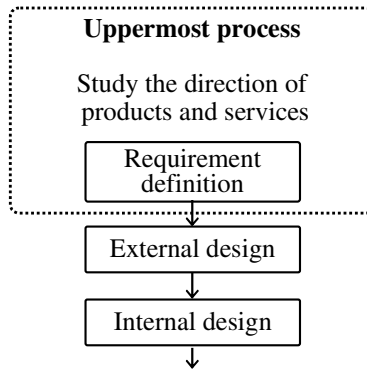 Uppermost process
Study the direction of
products and services
Requirement
definition
External design
Internal design